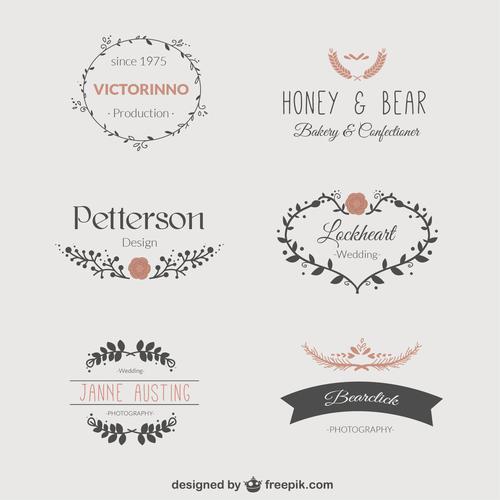 since 1975
VICTORINNO
· Production ·
HONEY & BEAR
Bakery & Confectioner
Petterson
Design
Lockheart
-Wedding-
-Wedding-
JANNE AUSTING
-PHOTOGRAPHY-
Bearclick
-PHOTOGRAPHY-
designed by freepik.com